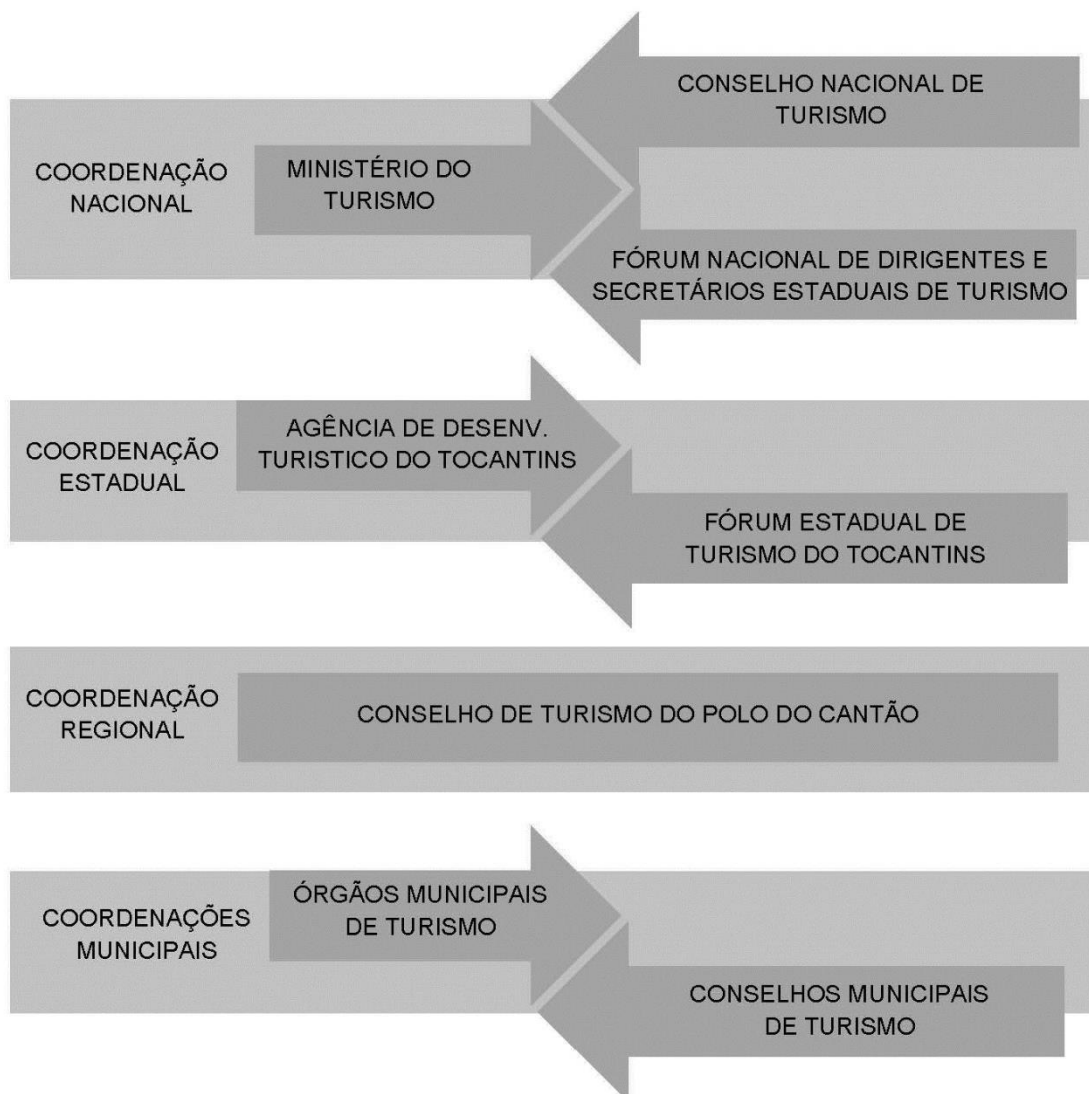 CONSELHO NACIONAL DE
TURISMO
COORDENAÇÃO
NACIONAL
MINISTÉRIO DO
TURISMO
FÓRUM NACIONAL DE DIRIGENTES E
SECRETÁRIOS ESTADUAIS DE TURISMO
COORDENAÇÃO
ESTADUAL
AGÊNCIA DE DESENV.
TURISTICO DO TOCANTINS
FÓRUM ESTADUAL DE
TURISMO DO TOCANTINS
COORDENAÇÃO
REGIONAL
CONSELHO DE TURISMO DO POLO DO CANTÃO
COORDENAÇÕES
MUNICIPAIS
ÓRGÃOS MUNICIPAIS
DE TURISMO
CONSELHOS MUNICIPAIS
DE TURISMO